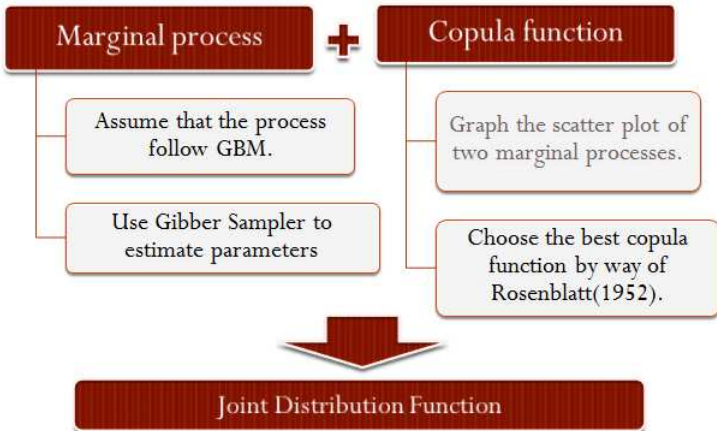 Marginal process
+
Copula function
Assume that the process
follow GBM.
Use Gibber Sampler to
estimate parameters
Graph the scatter plot of
two marginal processes.
Choose the best copula
function by way of
Rosenblatt(1952).
Joint Distribution Function